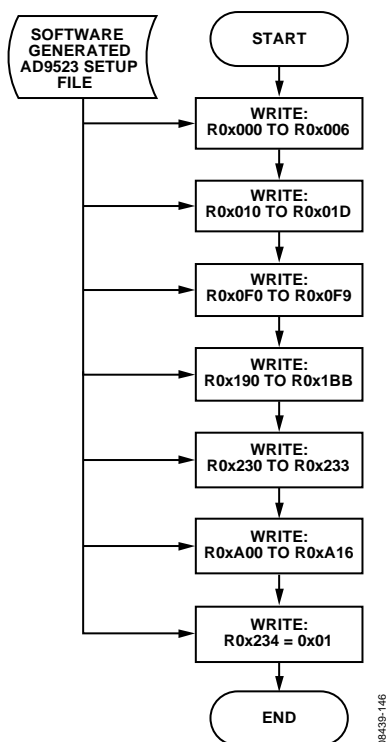 SOFTWARE
GENERATED
AD9523 SETUP
FILE
START
WRITE:
R0x000 TO R0x006
WRITE:
R0x010 TO R0x01D
WRITE:
R0x0F0 TO R0x0F9
WRITE:
R0x190 TO R0x1BB
WRITE:
R0x230 TO R0x233
WRITE:
R0xA00 TO R0xA16
WRITE:
R0x234 = 0x01
END
08439-146